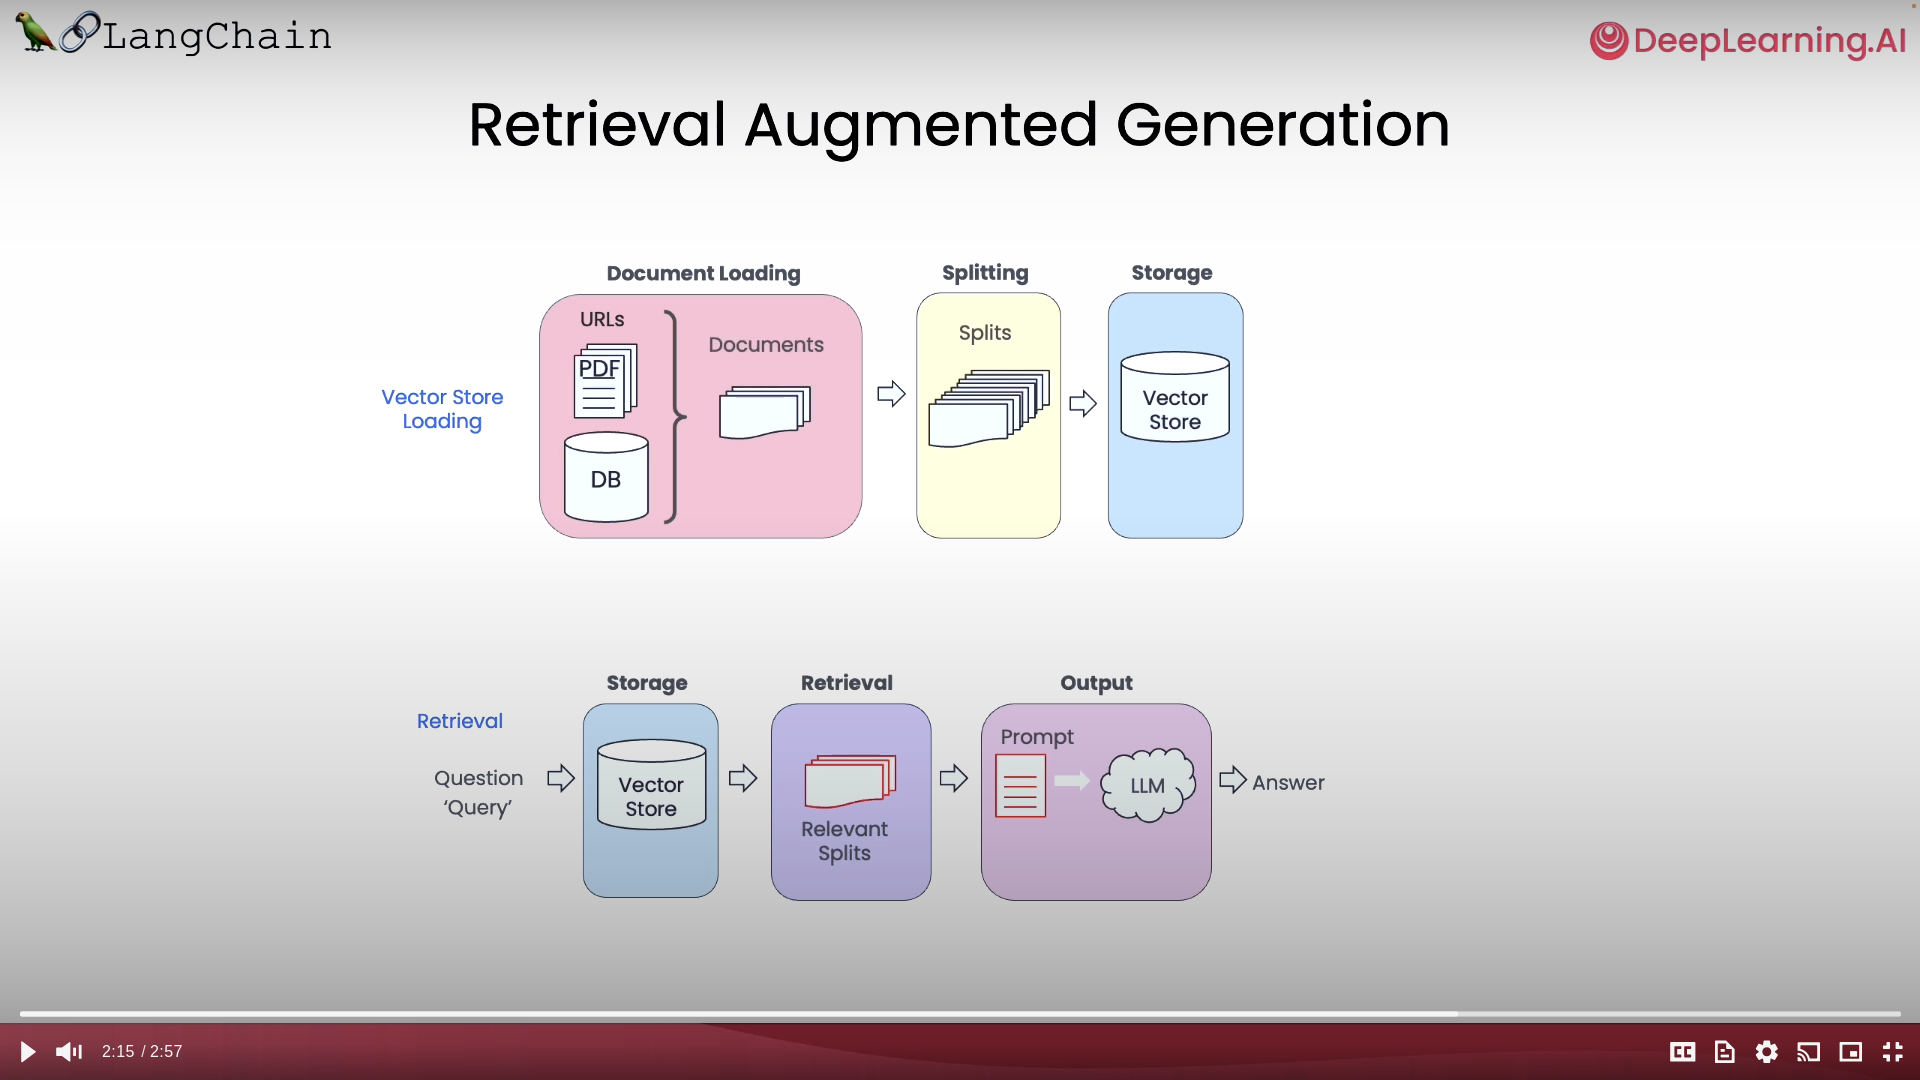 LangChain
DeepLearning.AI
Retrieval Augmented Generation
Document Loading
Splitting
Storage
URLs
PDF
DB
Documents
Splits
Vector
Store
Vector Store
Loading
Storage
Retrieval
Output
Retrieval
Question
‘Query’
Vector
Store
Relevant
Splits
Prompt
LLM
Answer
2:15 / 2:57
CC